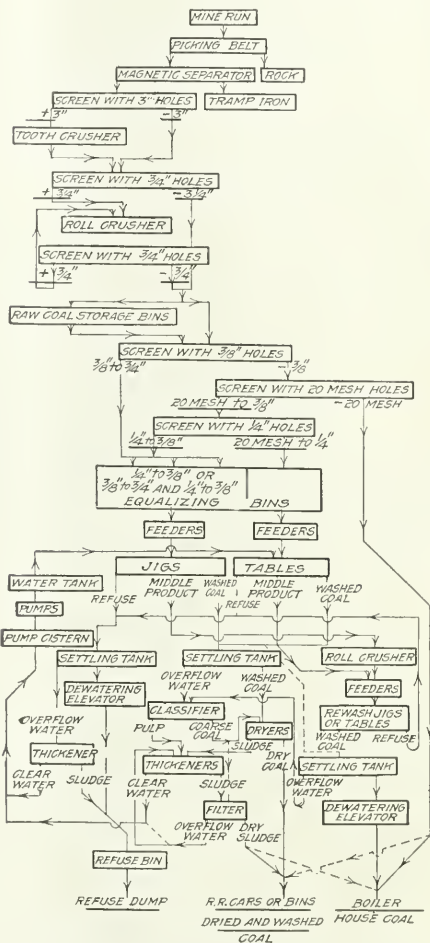 MINE RUN
PICKING BELT
MAGNETIC SEPARATOR
ROCK
SCREEN WITH 3" HOLES
TRAMP IRON
+ 3"
- 3"
TOOTH CRUSHER
SCREEN WITH 3/4" HOLES
+ 3/4"
- 3/4"
ROLL CRUSHER
SCREEN WITH 3/4" HOLES
+ 3/4"
- 3/4"
RAW COAL STORAGE BINS
SCREEN WITH 3/8" HOLES
3/8" to 3/4"
- 3/8"
SCREEN WITH 20 MESH HOLES
20 MESH TO 3/8"
- 20 MESH
SCREEN WITH 1/4" HOLES
1/4" to 3/8"
20 MESH TO 1/4"
1/4" to 3/8" OR
3/8" to 3/4" AND 1/4" to 3/8"
EQUALIZING BINS
FEEDERS
FEEDERS
JIGS
TABLES
WATER TANK
REFUSE
MIDDLE PRODUCT
WASHED COAL
REFUSE
MIDDLE PRODUCT
WASHED COAL
PUMPS
PUMP CISTERN
SETTLING TANK
SETTLING TANK
ROLL CRUSHER
DEWATERING ELEVATOR
OVERFLOW WATER
WASHED COAL
FEEDERS
OVERFLOW WATER
CLASSIFIER
REWASH JIGS OR TABLES
PULP
COARSE COAL
DRYERS
WASHED COAL
REFUSE
THICKENER
SLUDGE
DRY COAL
THICKENERS
SETTLING TANK
CLEAR WATER
SLUDGE
CLEAR WATER
SLUDGE
OVERFLOW WATER
FILTER
DEWATERING ELEVATOR
OVERFLOW WATER
DRY SLUDGE
REFUSE BIN
REFUSE DUMP
R.R. CARS OR BINS
BOILER
DRIED AND WASHED
HOUSE COAL
COAL